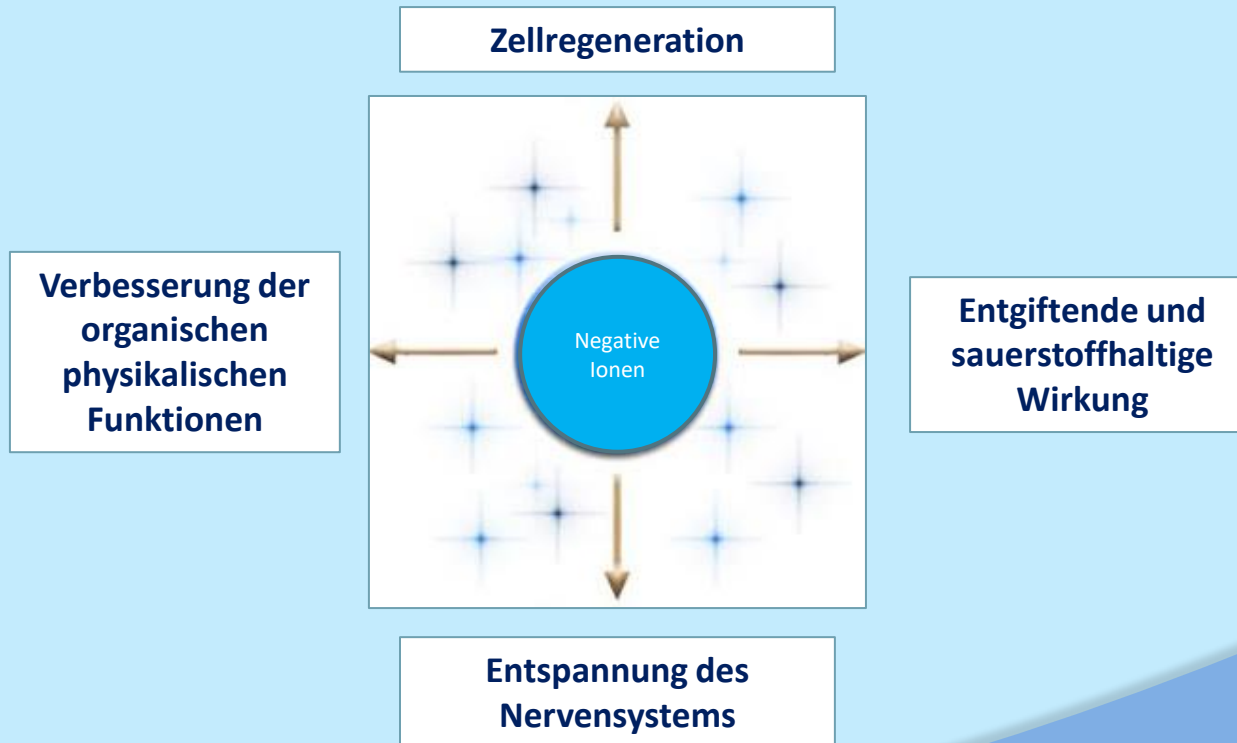 Zellregeneration
Verbesserung der
organischen
physikalischen
Funktionen
Negative
Ionen
Entgiftende und
sauerstoffhaltige
Wirkung
Entspannung des
Nervensystems